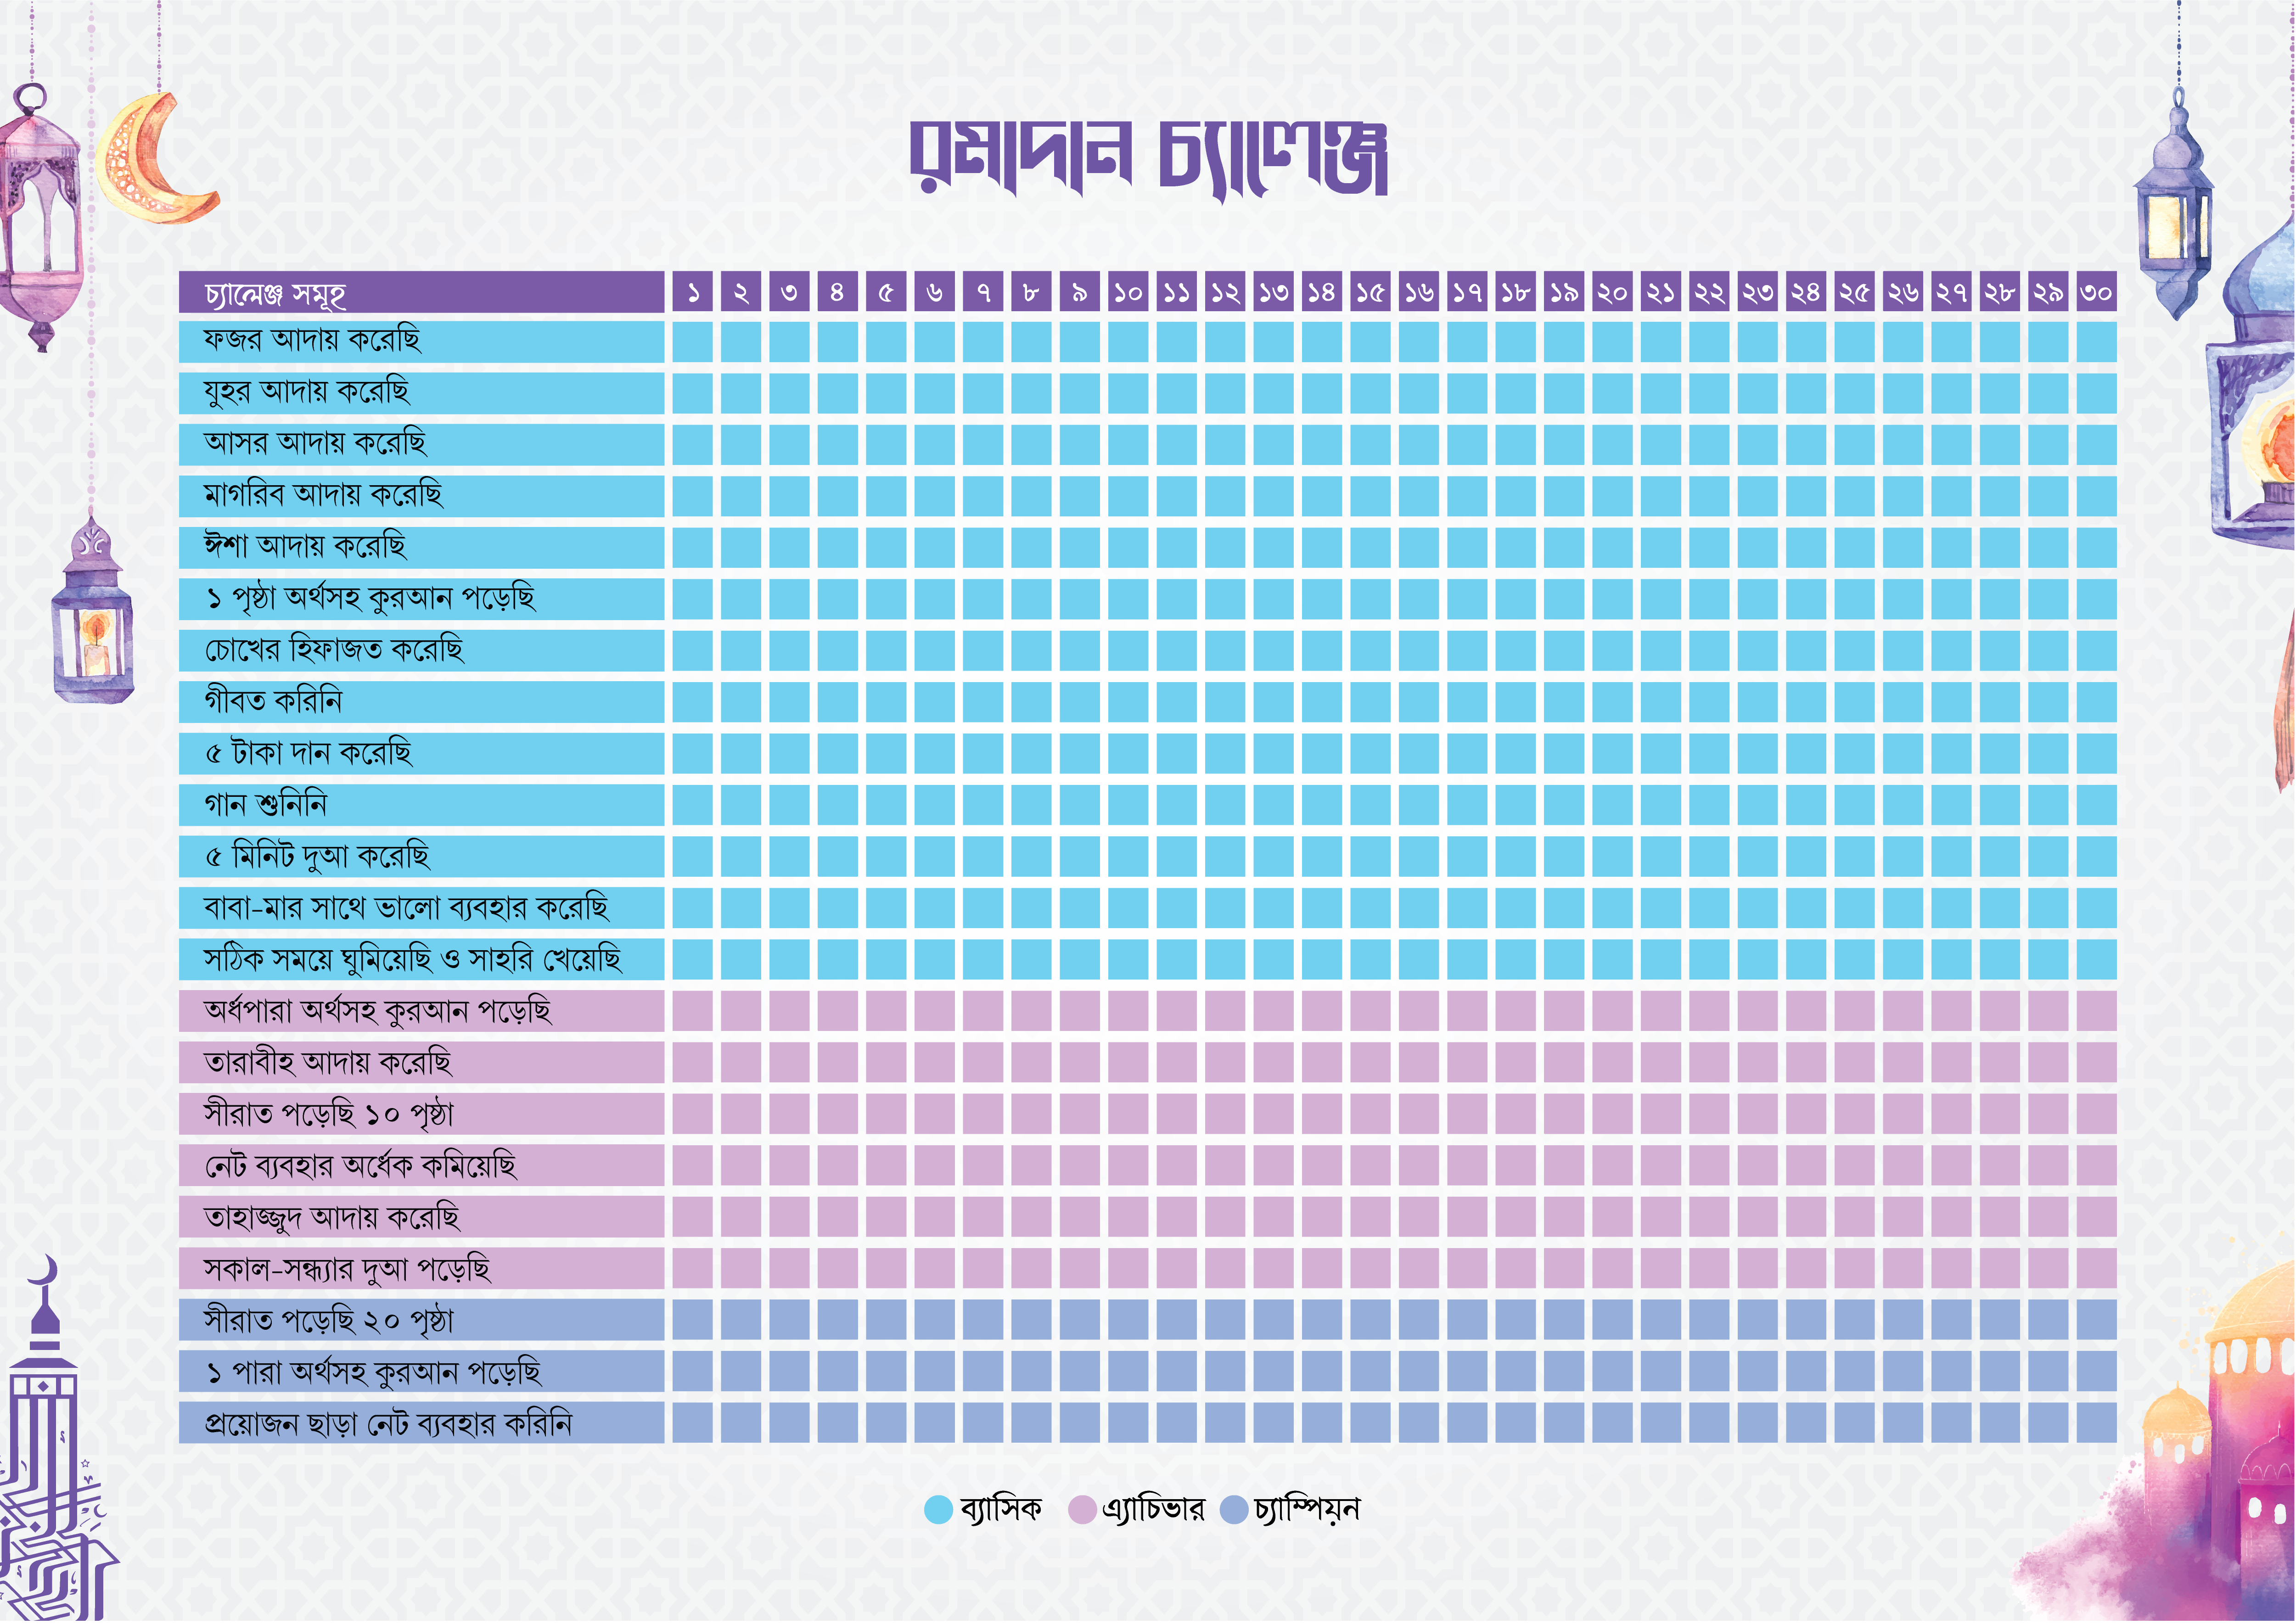 রমাদান চ্যালেঞ্জ
চ্যালেঞ্জ সমূহ ১ ২ ৩ ৪ ৫ ৬ ৭ ৮ ৯ ১০ ১১ ১২ ১৩ ১৪ ১৫ ১৬ ১৭ ১৮ ১৯ ২০ ২১ ২২ ২৩ ২৪ ২৫ ২৬ ২৭ ২৮ ২৯ ৩০
ফজর আদায় করেছি
যুহর আদায় করেছি
আসর আদায় করেছি
মাগরিব আদায় করেছি
ঈশা আদায় করেছি
১ পৃষ্ঠা অর্থসহ কুরআন পড়েছি
চোখের হিফাজত করেছি
গীবত করিনি
৫ টাকা দান করেছি
গান শুনিনি
৫ মিনিট দুআ করেছি
বাবা-মার সাথে ভালো ব্যবহার করেছি
সঠিক সময়ে ঘুমিয়েছি ও সাহরি খেয়েছি
অর্ধপারা অর্থসহ কুরআন পড়েছি
তারাবীহ আদায় করেছি
সীরাত পড়েছি ১০ পৃষ্ঠা
নেট ব্যবহার অর্ধেক কমিয়েছি
তাহাজ্জুদ আদায় করেছি
সকাল-সন্ধ্যার দুআ পড়েছি
সীরাত পড়েছি ২০ পৃষ্ঠা
১ পারা অর্থসহ কুরআন পড়েছি
প্রয়োজন ছাড়া নেট ব্যবহার করিনি
ব্যাসিক এ্যাচিভার চ্যাম্পিয়ন